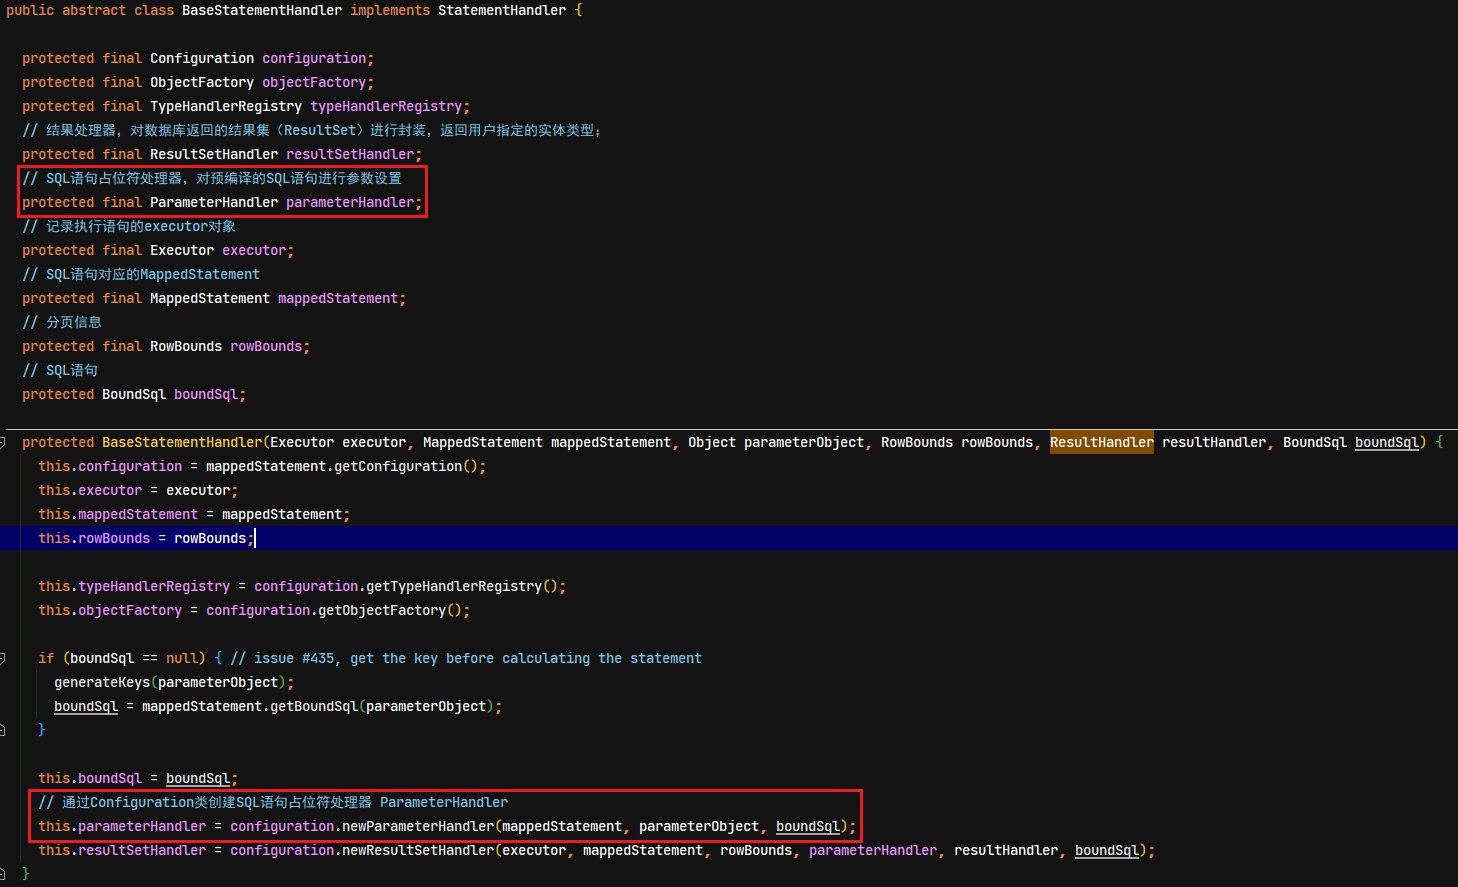 public abstract class BaseStatementHandler implements StatementHandler {
protected final Configuration configuration;
protected final ObjectFactory objectFactory;
protected final TypeHandlerRegistry typeHandlerRegistry;
// 结果处理器，对数据库返回的结果集（ResultSet）进行封装，返回用户指定的实体类型；
protected final ResultSetHandler resultSetHandler;
// SQL语句占位符处理器，对预编译的SQL语句进行参数设置
protected final ParameterHandler parameterHandler;
// 记录执行语句的executor对象
protected final Executor executor;
// SQL语句对应的MappedStatement
protected final MappedStatement mappedStatement;
// 分页信息
protected final RowBounds rowBounds;
// SQL语句
protected BoundSql boundSql;
protected BaseStatementHandler(Executor executor, MappedStatement mappedStatement, Object parameterObject, RowBounds rowBounds, ResultHandler resultHandler, BoundSql boundSql) {
this.configuration = mappedStatement.getConfiguration();
this.executor = executor;
this.mappedStatement = mappedStatement;
this.rowBounds = rowBounds;
this.typeHandlerRegistry = configuration.getTypeHandlerRegistry();
this.objectFactory = configuration.getObjectFactory();
if (boundSql == null) { // issue #435, get the key before calculating the statement
generateKeys(parameterObject);
boundSql = mappedStatement.getBoundSql(parameterObject);
}
this.boundSql = boundSql;
// 通过Configuration类创建SQL语句占位符处理器 ParameterHandler
this.parameterHandler = configuration.newParameterHandler(mappedStatement, parameterObject, boundSql);
this.resultSetHandler = configuration.newResultSetHandler(executor, mappedStatement, rowBounds, parameterHandler, resultHandler, boundSql);
}